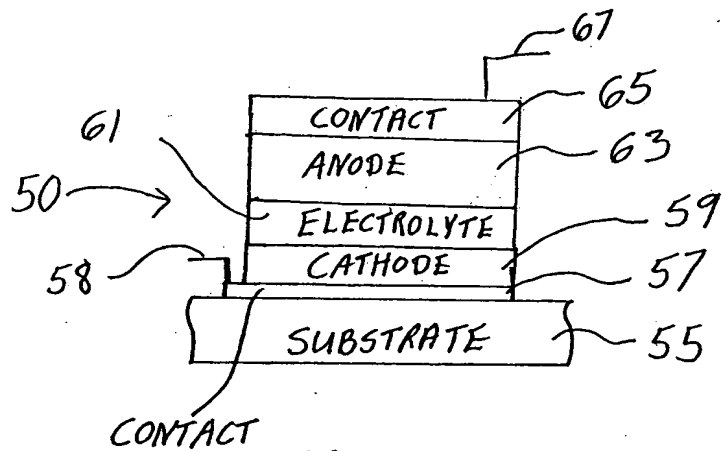 67
CONTACT
65
61
ANODE
63
50
ELECTROLYTE
59
58
CATHODE
57
SUBSTRATE
55
CONTACT